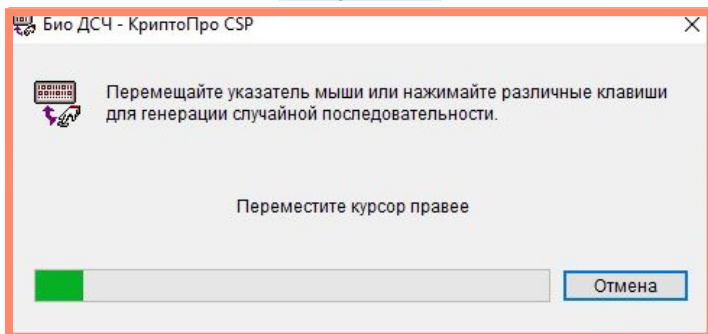 Био ДСЧ - КриптоПро CSP
Перемещайте указатель мыши или нажимайте различные клавиши
для генерации случайной последовательности.
Переместите курсор правее
Отмена